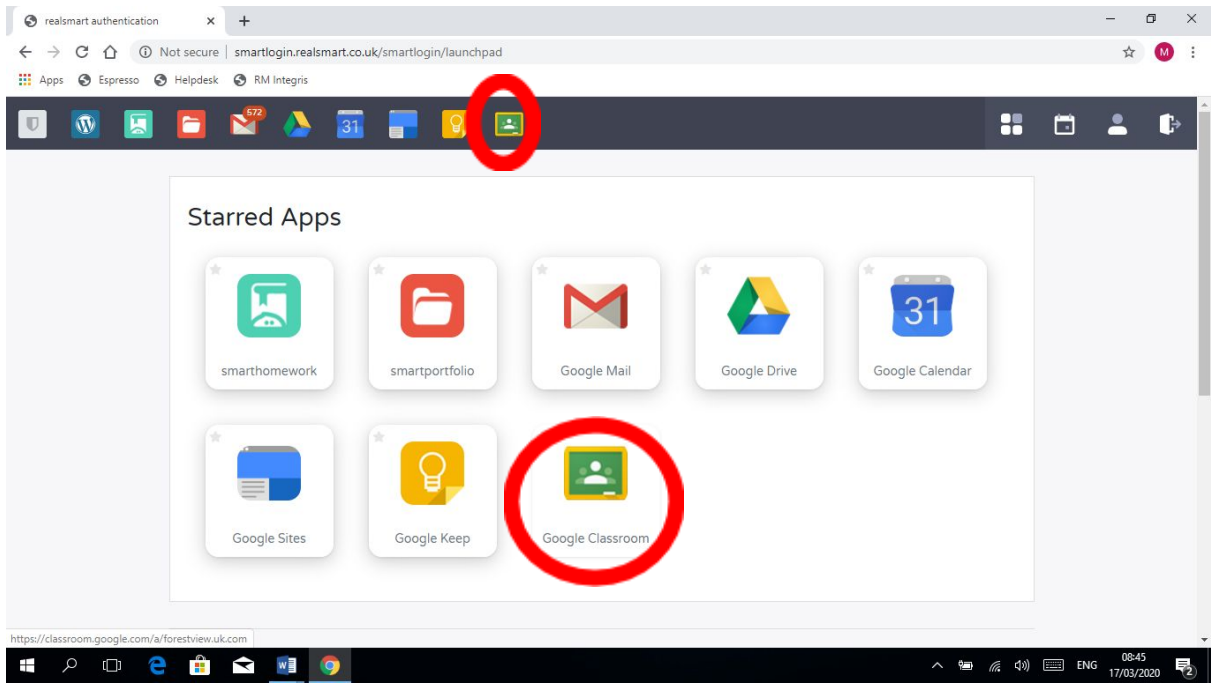 realsmart authentication
Not secure | smartlogin.realsmart.co.uk/smartlogin/launchpad
M
Apps Espresso Helpdesk RM Integris
572
31
Starred Apps
31
smarthomework smartportfolio Google Mail Google Drive Google Calendar
Google Sites Google Keep Google Classroom
https://classroom.google.com/a/forestview.uk.com
08:45
ENG
17/03/2020
2